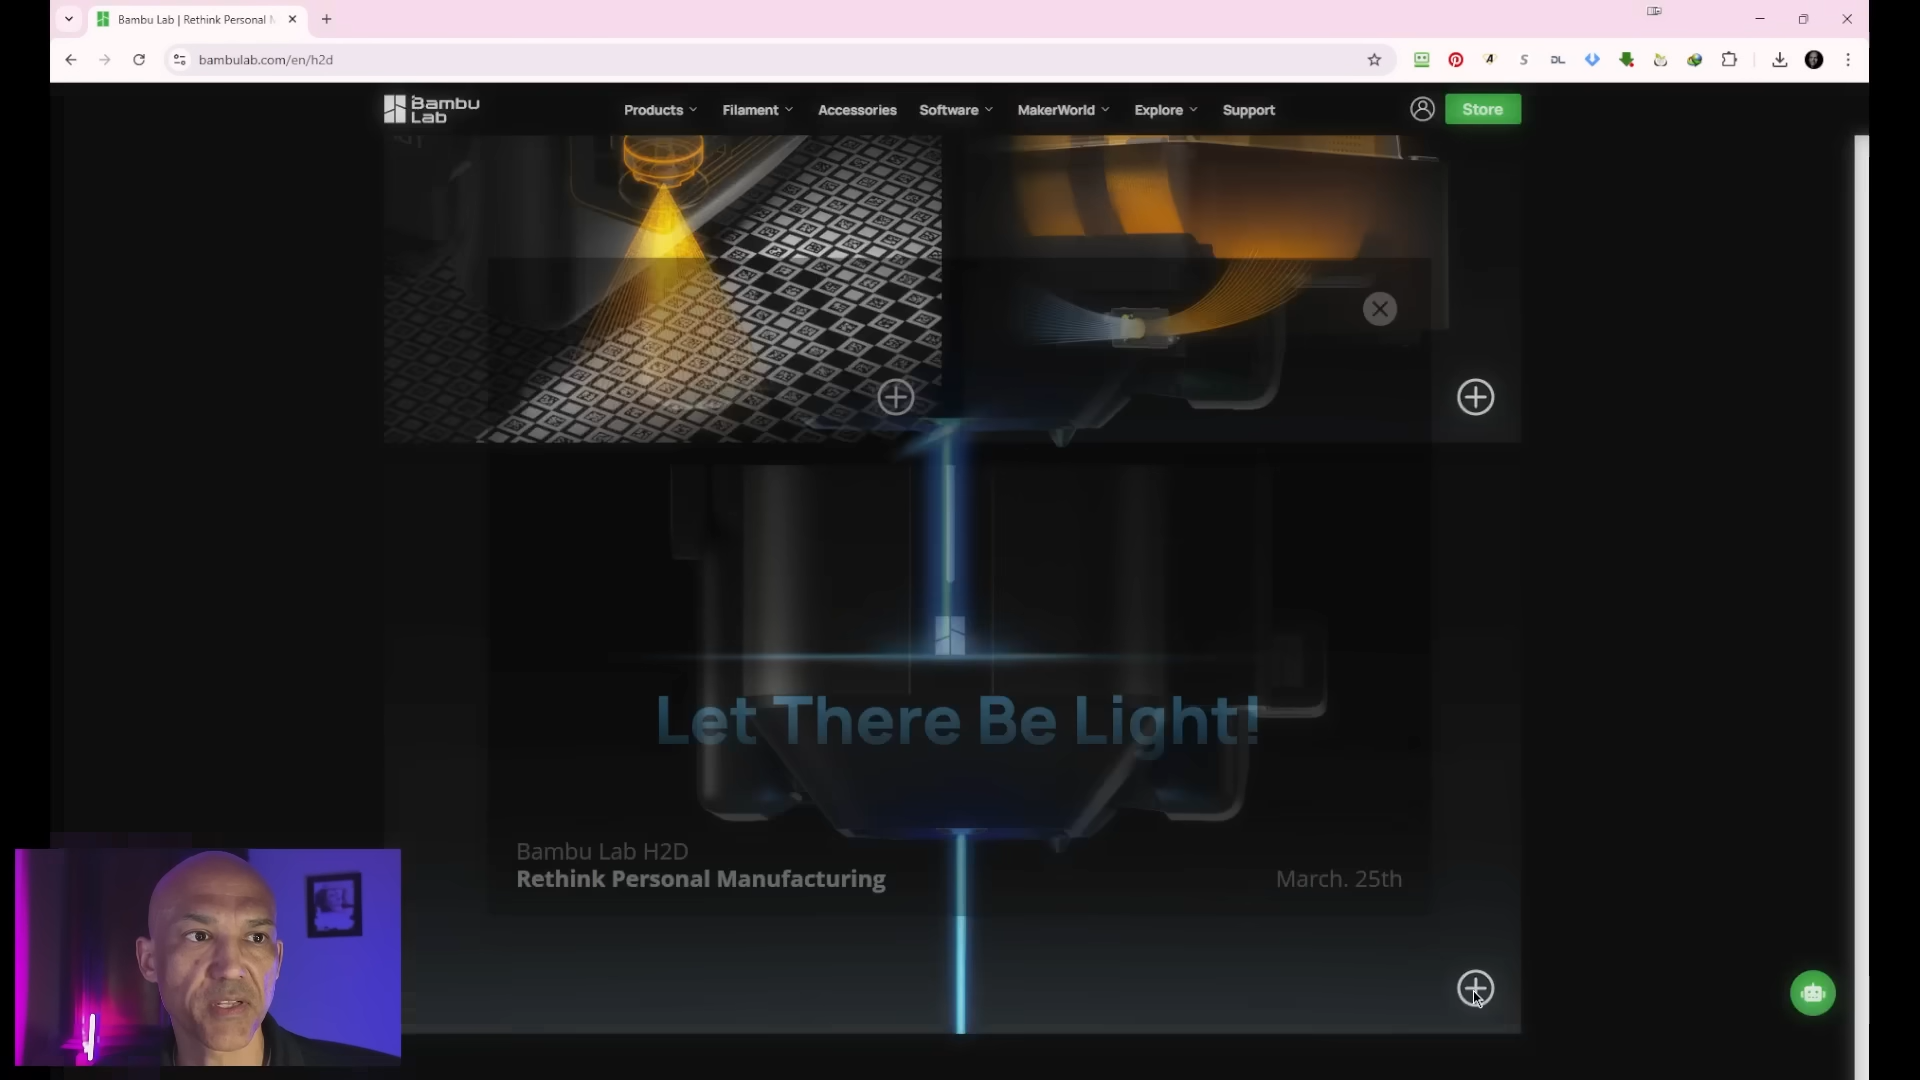 Bambu Lab | Rethink Personal M
bambulab.com/en/h2d
DL
Bambu
Lab
Products
Filament
Accessories
Software
MakerWorld
Explore
Support
Store
Let There Be Light!
Bambu Lab H2D
Rethink Personal Manufacturing
March. 25th